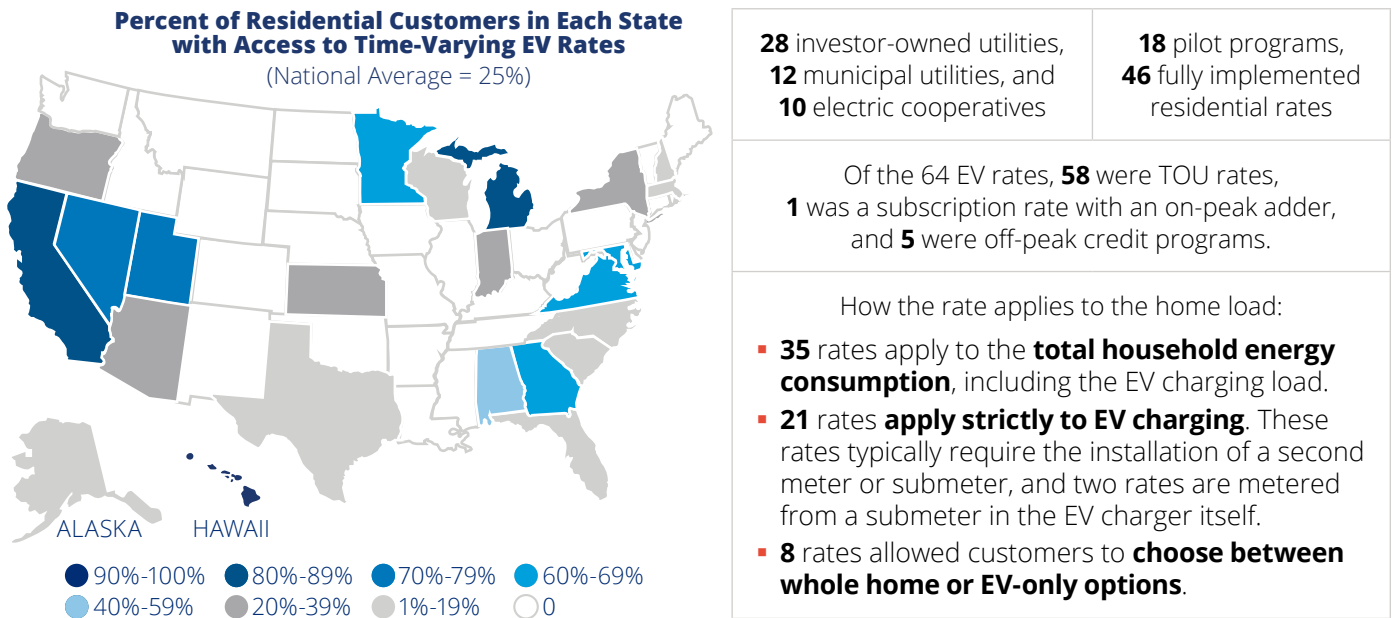 Percent of Residential Customers in Each State
with Access to Time-Varying EV Rates
(National Average = 25%)
ALASKA
HAWAII
90%-100%
80%-89%
70%-79%
60%-69%
40%-59%
20%-39%
1%-19%
0
28 investor-owned utilities,
12 municipal utilities, and
10 electric cooperatives
18 pilot programs,
46 fully implemented
residential rates
Of the 64 EV rates, 58 were TOU rates,
1 was a subscription rate with an on-peak adder,
and 5 were off-peak credit programs.
How the rate applies to the home load:
▪ 35 rates apply to the total household energy
consumption, including the EV charging load.
▪ 21 rates apply strictly to EV charging. These
rates typically require the installation of a second
meter or submeter, and two rates are metered
from a submeter in the EV charger itself.
▪ 8 rates allowed customers to choose between
whole home or EV-only options.